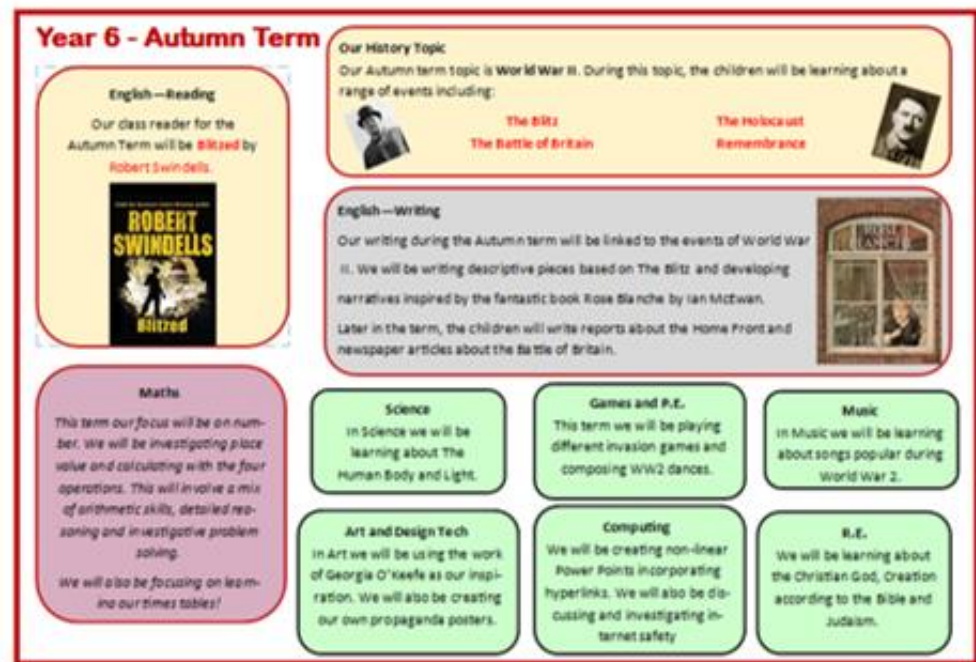 Year 6 - Autumn Term
English—Reading
Our class reader for the
Autumn Term will be Blitzed by
Robert Swindells.
ROBERT
SWINDELLS
Blitzed
Our History Topic
Our Autumn term topic is World War II. During this topic, the children will be learning about a
range of events including:
The Blitz
The Holocaust
The Battle of Britain
Remembrance
English—Writing
Our writing during the Autumn term will be linked to the events of World War
II. We will be writing descriptive pieces based on The Blitz and developing
narratives inspired by the fantastic book Rose Blanche by Ian McEwan.
Later in the term, the children will write reports about the Home Front and
newspaper articles about the Battle of Britain.
Maths
This term our focus will be on num-
ber. We will be investigating place
value and calculating with the four
operations. This will involve a mix
of arithmetic skills, detailed rea-
soning and investigative problem
solving.
We will also be focusing on learn-
ing our times tables!
Science
In Science we will be
learning about The
Human Body and Light.
Games and P.E.
This term we will be playing
different invasion games and
composing WW2 dances.
Music
In Music we will be learning
about songs popular during
World War 2.
Art and Design Tech
In Art we will be using the work
of Georgia O'Keefe as our inspi-
ration. We will also be creating
our own propaganda posters.
Computing
We will be creating non-linear
Power Points incorporating
hyperlinks. We will also be dis-
cussing and investigating in-
ternet safety
R.E.
We will be learning about
the Christian God, Creation
according to the Bible and
Judaism.